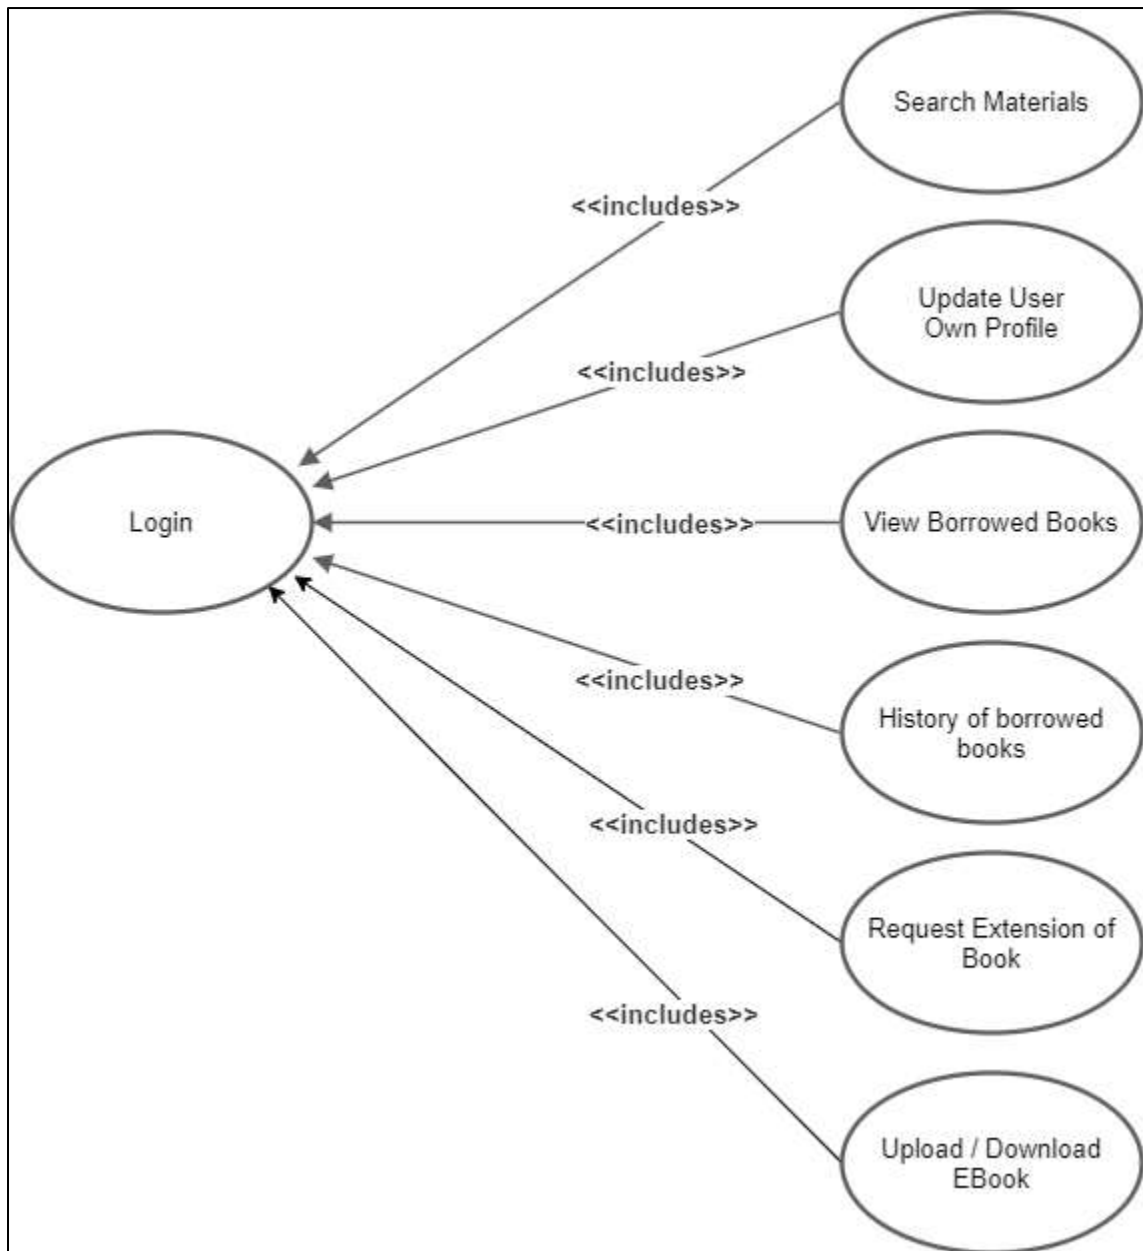 Search Materials
<<includes>>
Update User
Own Profile
<<includes>>
Login
<<includes>>
View Borrowed Books
<<includes>>
History of borrowed
books
<<includes>>
Request Extension of
Book
<<includes>>
Upload / Download
EBook